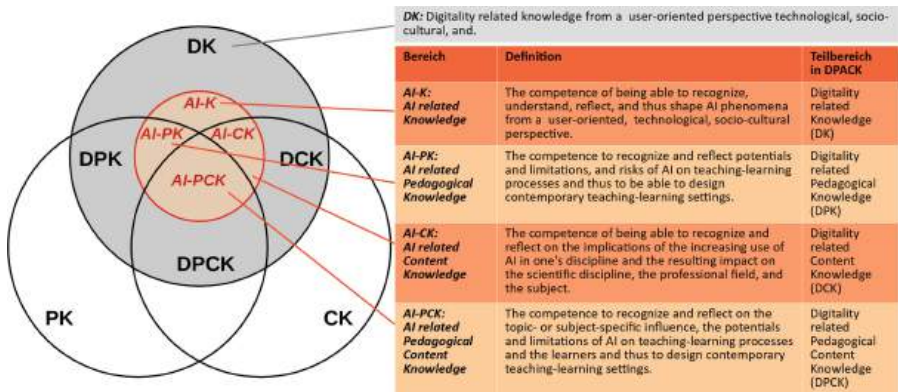 DK
AI-K
AI-PK
AI-CK
DPK
DCK
AI-PCK
DPCK
PK
CK
DK: Digitality related knowledge from a user-oriented perspective technological, socio-
cultural, and.
Bereich
Definition
Teilbereich
in DPACK
AI-K:
AI related
Knowledge
The competence of being able to recognize,
understand, reflect, and thus shape AI phenomena
from a user-oriented, technological, socio-cultural
perspective.
Digitality
related
Knowledge
(DK)
AI-PK:
AI related
Pedagogical
Knowledge
The competence to recognize and reflect potentials
and limitations, and risks of AI on teaching-learning
processes and thus to be able to design
contemporary teaching-learning settings.
Digitality
related
Pedagogical
Knowledge
(DPK)
AI-CK:
AI related
Content
Knowledge
The competence of being able to recognize and
reflect on the implications of the increasing use of
AI in one's discipline and the resulting impact on
the scientific discipline, the professional field, and
the subject.
Digitality
related
Content
Knowledge
(DCK)
AI-PCK:
AI related
Pedagogical
Content
Knowledge
The competence to recognize and reflect on the
topic- or subject-specific influence, the potentials
and limitations of AI on teaching-learning processes
and the learners and thus to design contemporary
teaching-learning settings.
Digitality
related
Pedagogical
Content
Knowledge
(DPCK)